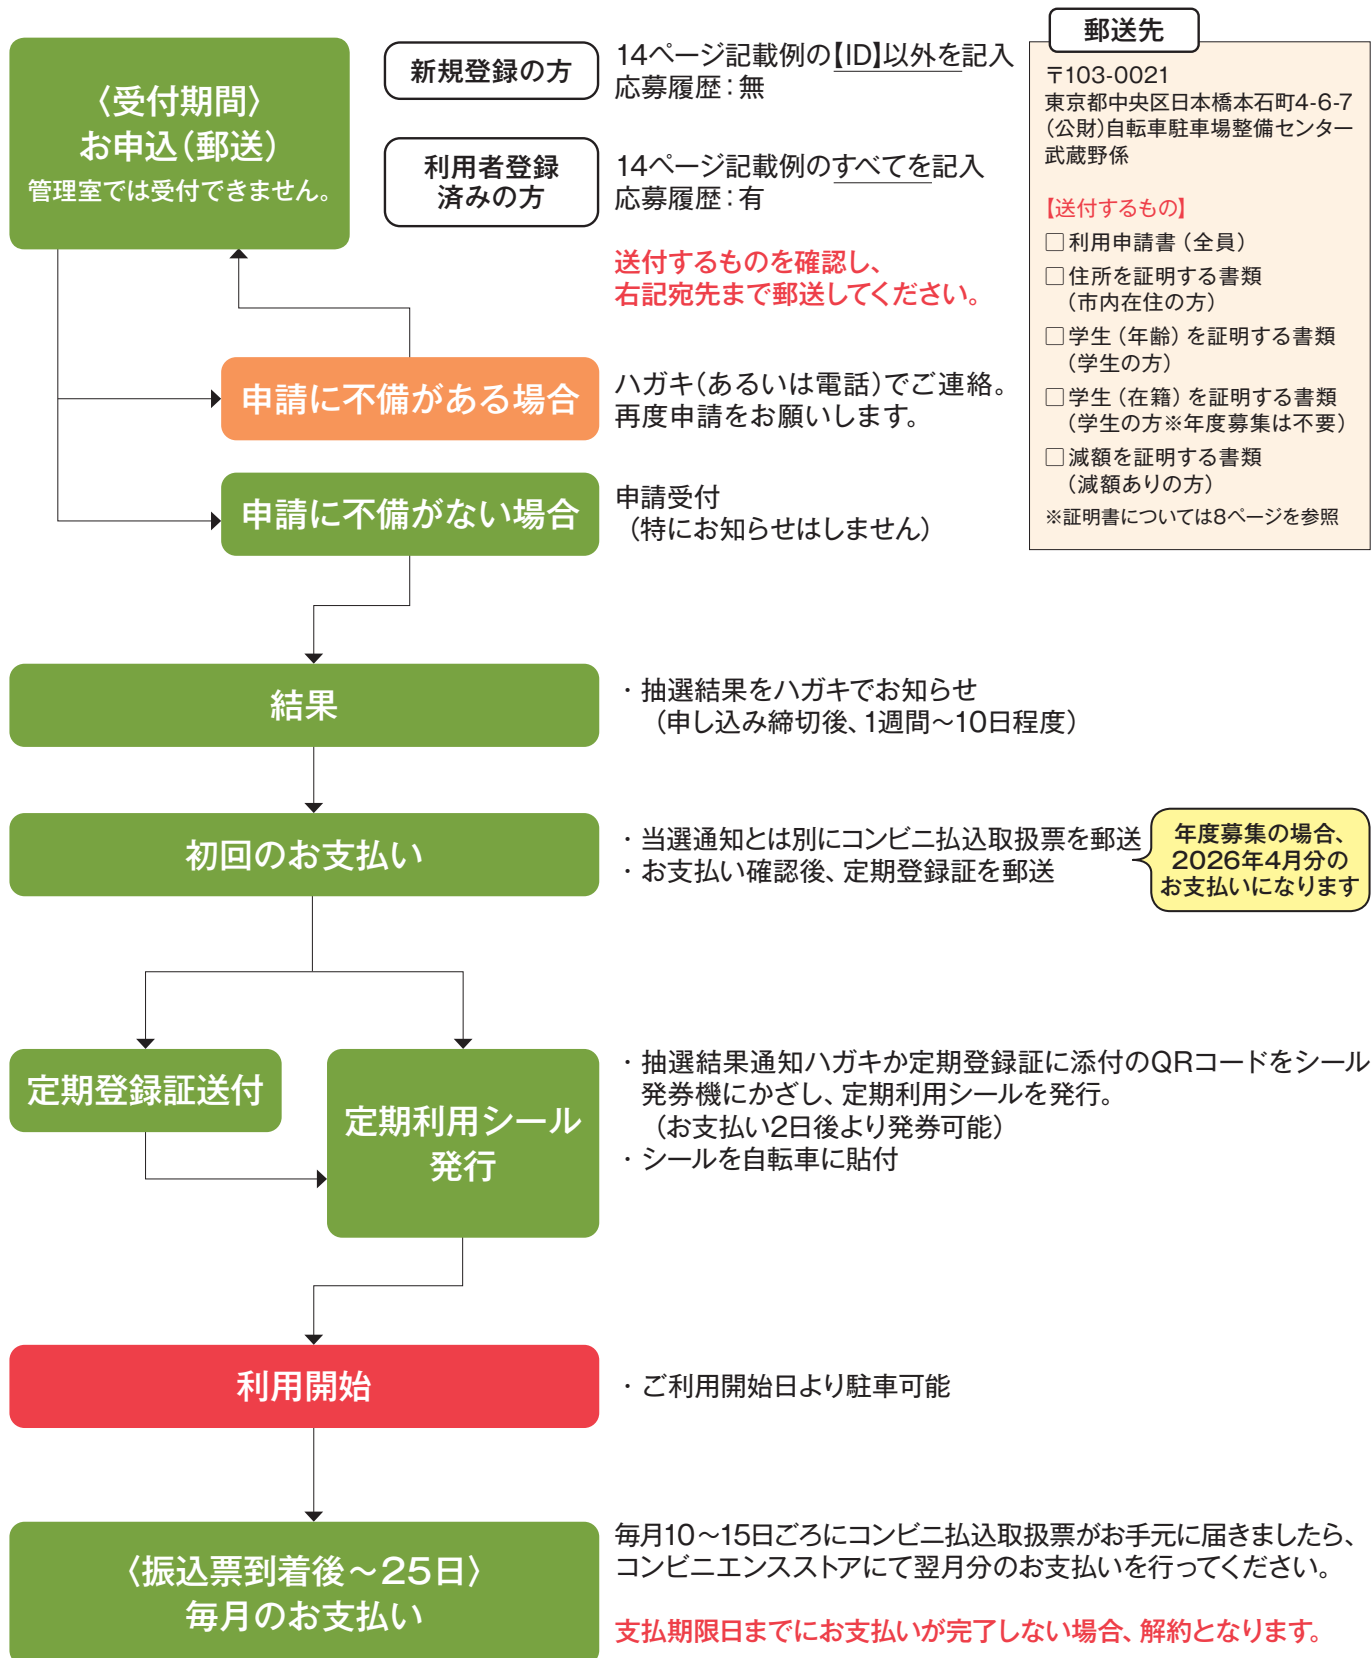 〈受付期間〉
お申込（郵送）
管理室では受付できません。
新規登録の方
14ページ記載例の【ID】以外を記入
応募履歴：無
利用者登録
済みの方
14ページ記載例のすべてを記入
応募履歴：有
送付するものを確認し、
右記宛先まで郵送してください。
郵送先
〒103-0021
東京都中央区日本橋本石町4-6-7
（公財）自転車駐車場整備センター
武蔵野係
【送付するもの】
□利用申請書（全員）
□住所を証明する書類
（市内在住の方）
□学生（年齢）を証明する書類
（学生の方）
□学生（在籍）を証明する書類
（学生の方※年度募集は不要）
□減額を証明する書類
（減額ありの方）
※証明書については8ページを参照
申請に不備がある場合
ハガキ（あるいは電話）でご連絡。
再度申請をお願いします。
申請に不備がない場合
申請受付
（特にお知らせはしません）
結果
・抽選結果をハガキでお知らせ
（申し込み締切後、1週間～10日程度）
初回のお支払い
・当選通知とは別にコンビニ払込取扱票を郵送
・お支払い確認後、定期登録証を郵送
年度募集の場合、
2026年4月分の
お支払いになります
定期登録証送付
定期利用シール
発行
・抽選結果通知ハガキか定期登録証に添付のQRコードをシール
発券機にかざし、定期利用シールを発行。
（お支払い2日後より発券可能）
・シールを自転車に貼付
利用開始
・ご利用開始日より駐車可能
〈振込票到着後～25日〉
毎月のお支払い
毎月10～15日ごろにコンビニ払込取扱票がお手元に届きましたら、
コンビニエンスストアにて翌月分のお支払いを行ってください。
支払期限日までにお支払いが完了しない場合、解約となります。